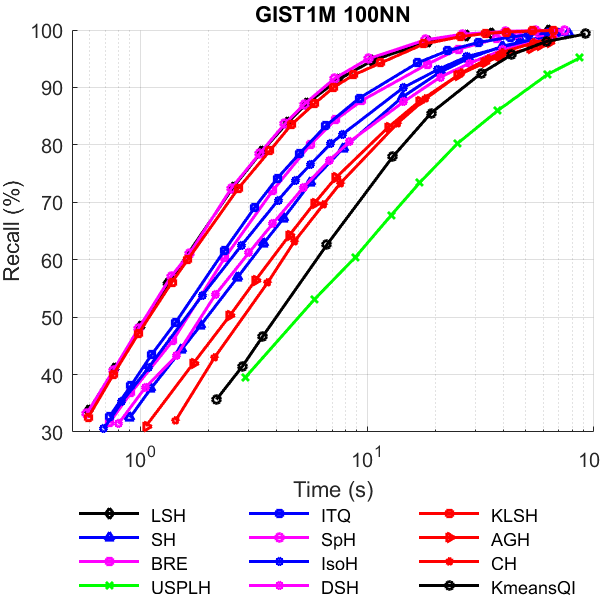 GIST1M 100NN
Recall (%)
100
90
80
70
60
50
40
30
10^0
10^1
10
Time (s)
LSH ITQ KLSH
SH SpH AGH
BRE IsoH CH
USPLH DSH KmeansQI